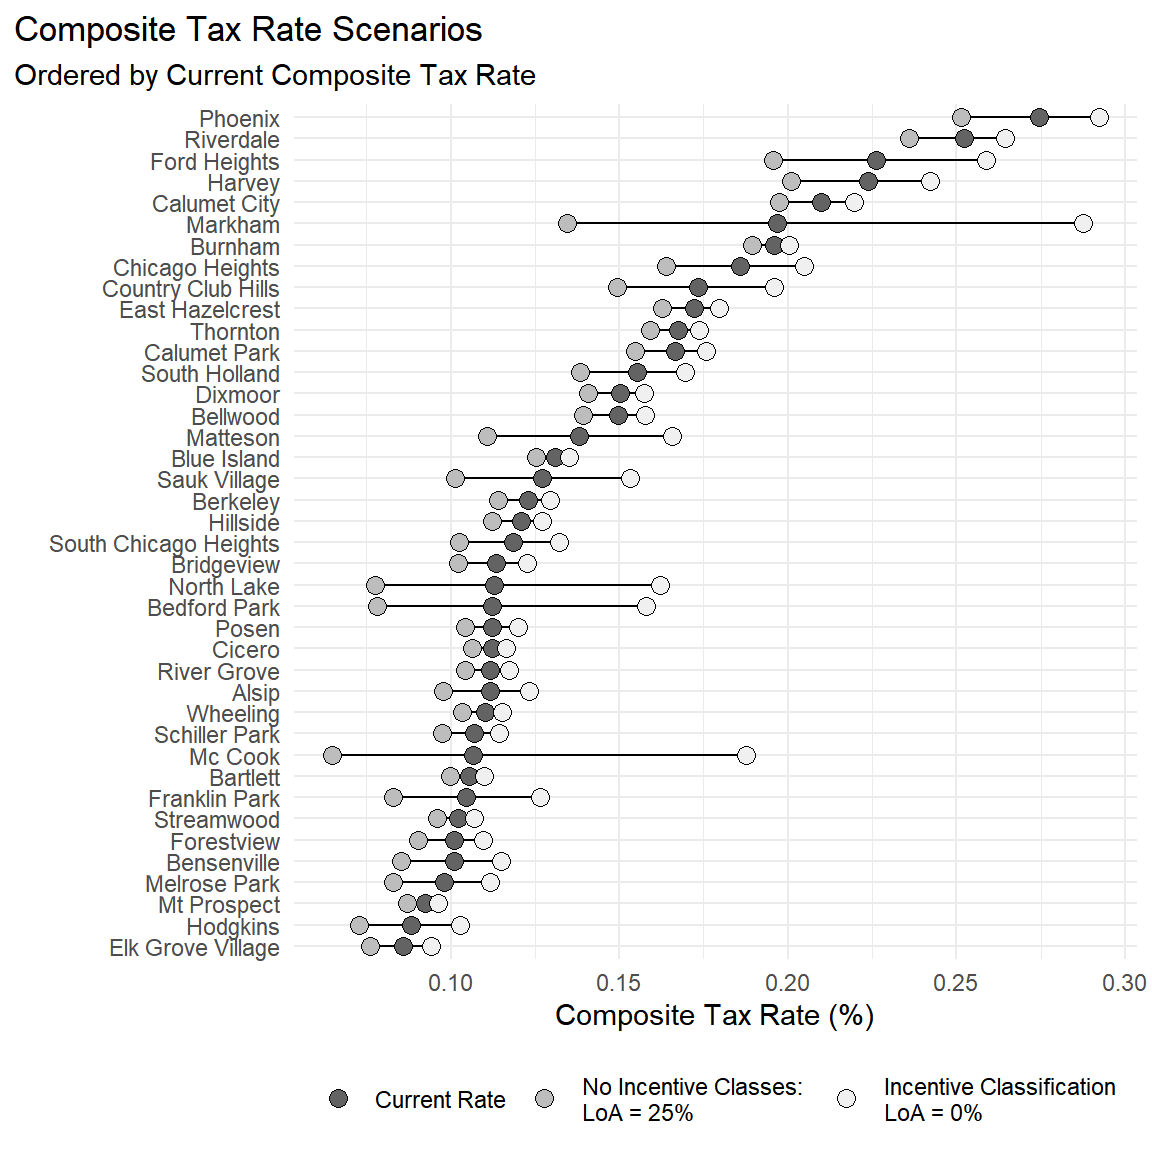 Composite Tax Rate Scenarios
Ordered by Current Composite Tax Rate
Phoenix
Riverdale
Ford Heights
Harvey
Calumet City
Markham
Burnham
Chicago Heights
Country Club Hills
East Hazelcrest
Thornton
Calumet Park
South Holland
Dixmoor
Bellwood
Matteson
Blue Island
Sauk Village
Berkeley
Hillside
South Chicago Heights
Bridgeview
North Lake
Bedford Park
Posen
Cicero
River Grove
Alsip
Wheeling
Schiller Park
Mc Cook
Bartlett
Franklin Park
Streamwood
Forestview
Bensenville
Melrose Park
Mt Prospect
Hodgkins
Elk Grove Village
0.10 0.15 0.20 0.25 0.30
Composite Tax Rate (%)
Current Rate
No Incentive Classes:
LoA = 25%
Incentive Classification
LoA = 0%